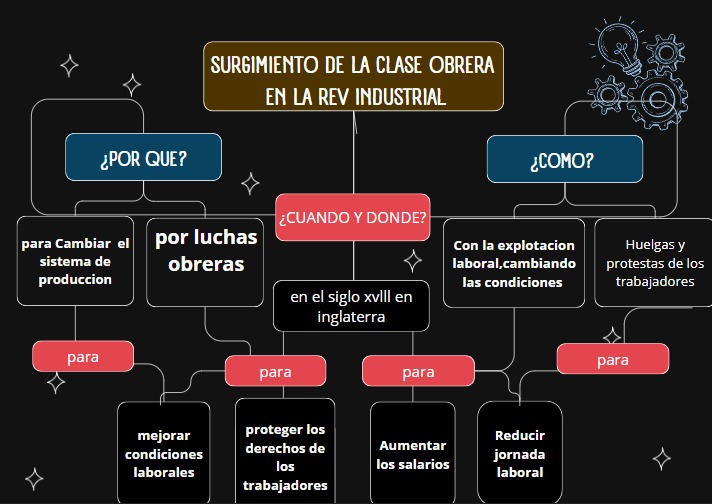 SURGIMIENTO DE LA CLASE OBRERA
EN LA REV INDUSTRIAL
¿POR QUE?
¿COMO?
¿CUANDO Y DONDE?
para Cambiar el
sistema de
produccion
por luchas
obreras
Con la explotacion
laboral,cambiando
las condiciones
Huelgas y
protestas de los
trabajadores
en el siglo xvlll en
inglaterra
para
para
para
para
mejorar
condiciones
laborales
proteger los
derechos de
los
trabajadores
Aumentar
los salarios
Reducir
jornada
laboral